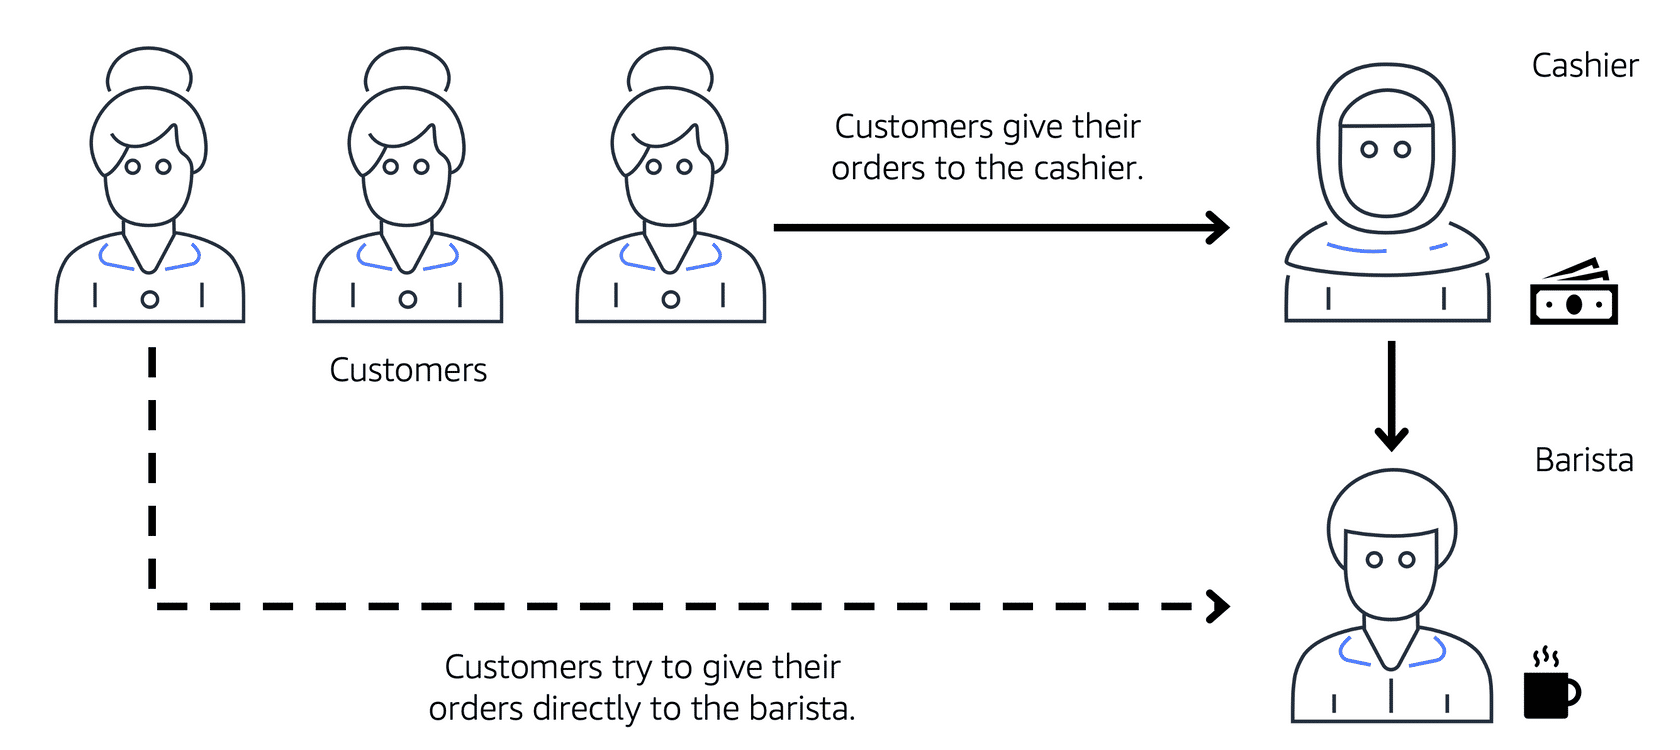 Cashier
Customers give their
orders to the cashier.
Customers
Barista
Customers try to give their
orders directly to the barista.